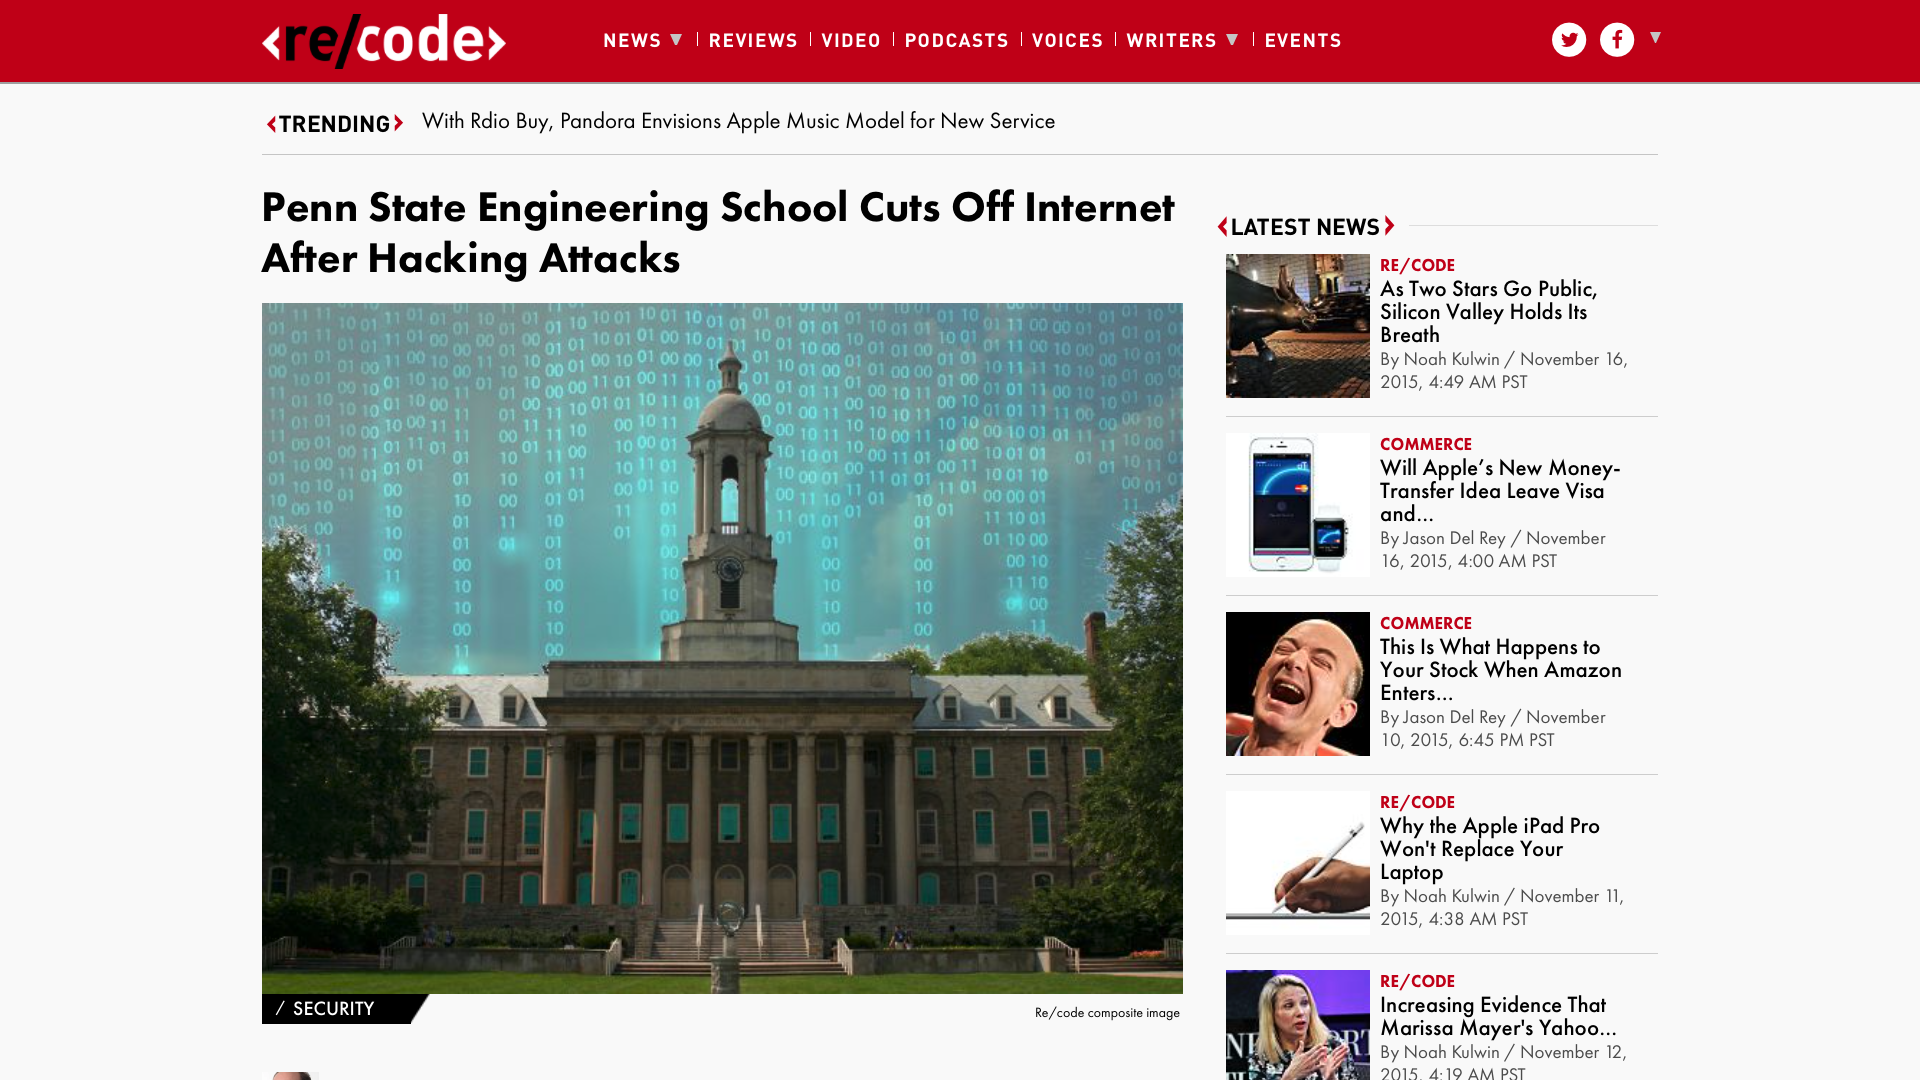 <re/code>
NEWS ▼ | REVIEWS | VIDEO | PODCASTS | VOICES | WRITERS ▼ | EVENTS
‹TRENDING› With Rdio Buy, Pandora Envisions Apple Music Model for New Service
Penn State Engineering School Cuts Off Internet
After Hacking Attacks
/ SECURITY
Re/code composite image
‹LATEST NEWS›
RE/CODE
As Two Stars Go Public,
Silicon Valley Holds Its
Breath
By Noah Kulwin / November 16,
2015, 4:49 AM PST
COMMERCE
Will Apple’s New Money-
Transfer Idea Leave Visa
and...
By Jason Del Rey / November
16, 2015, 4:00 AM PST
COMMERCE
This Is What Happens to
Your Stock When Amazon
Enters...
By Jason Del Rey / November
10, 2015, 6:45 PM PST
RE/CODE
Why the Apple iPad Pro
Won't Replace Your
Laptop
By Noah Kulwin / November 11,
2015, 4:38 AM PST
RE/CODE
Increasing Evidence That
Marissa Mayer's Yahoo...
By Noah Kulwin / November 12,
2015, 4:19 AM PST